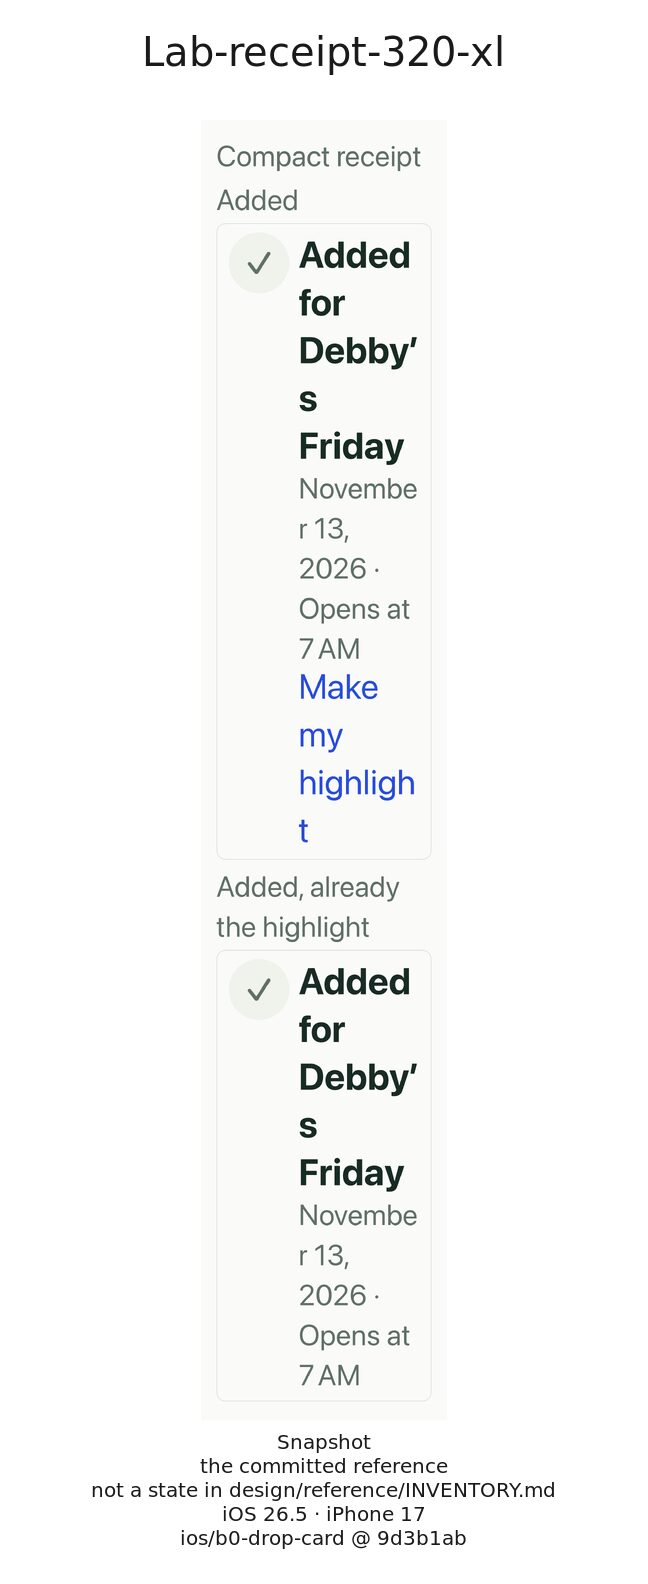 Lab-receipt-320-xl
Compact receipt
Added
Added
for
Debby’
s
Friday
Novembe
r 13,
2026 ·
Opens at
7 AM
Make
my
highligh
t
Added, already
the highlight
Added
for
Debby’
s
Friday
Novembe
r 13,
2026 ·
Opens at
7 AM
Snapshot
the committed reference
not a state in design/reference/INVENTORY.md
iOS 26.5 · iPhone 17
ios/b0-drop-card @ 9d3b1ab